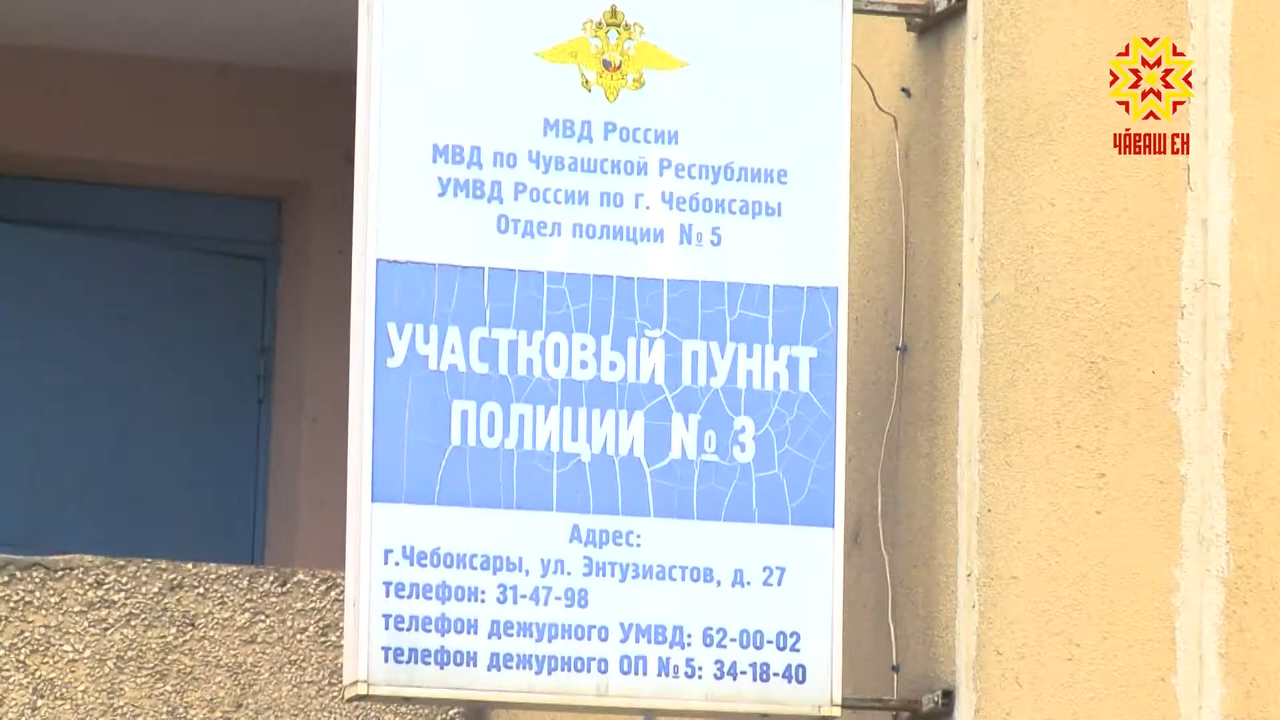 МВД России
МВД по Чувашской Республике
УМВД России по г. Чебоксары
Отдел полиции № 5
УЧАСТКОВЫЙ ПУНКТ
ПОЛИЦИИ № 3
Адрес:
г.Чебоксары, ул. Энтузиастов, д. 27
телефон: 31-47-98
телефон дежурного УМВД: 62-00-02
телефон дежурного ОП №5: 34-18-40
ЧӐВАШ ЕН